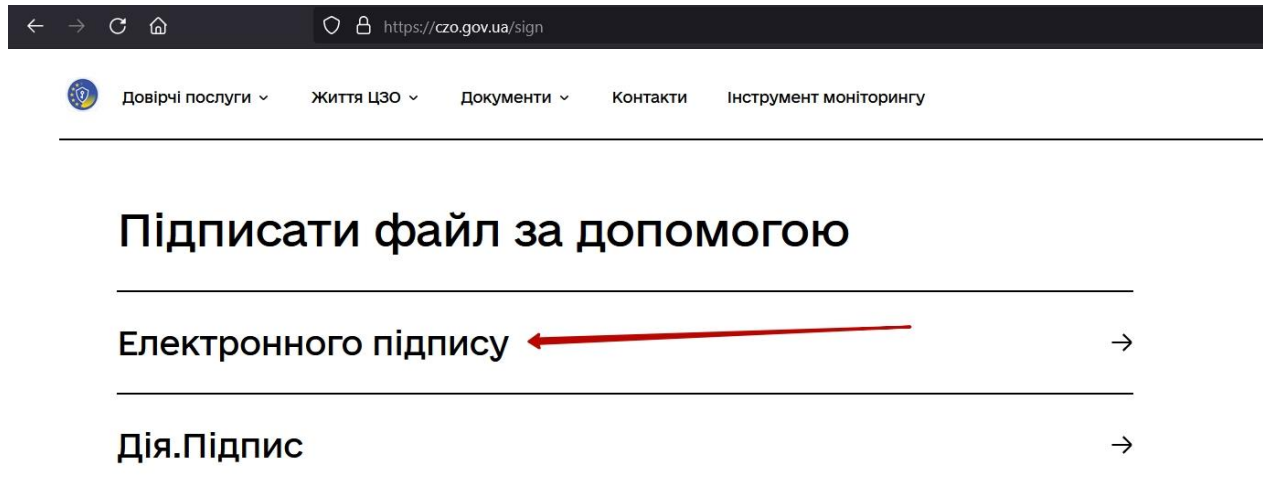 https://czo.gov.ua/sign
Довірчі послуги Життя ЦЗО Документи Контакти Інструмент моніторингу
Підписати файл за допомогою
Електронного підпису
Дія.Підпис